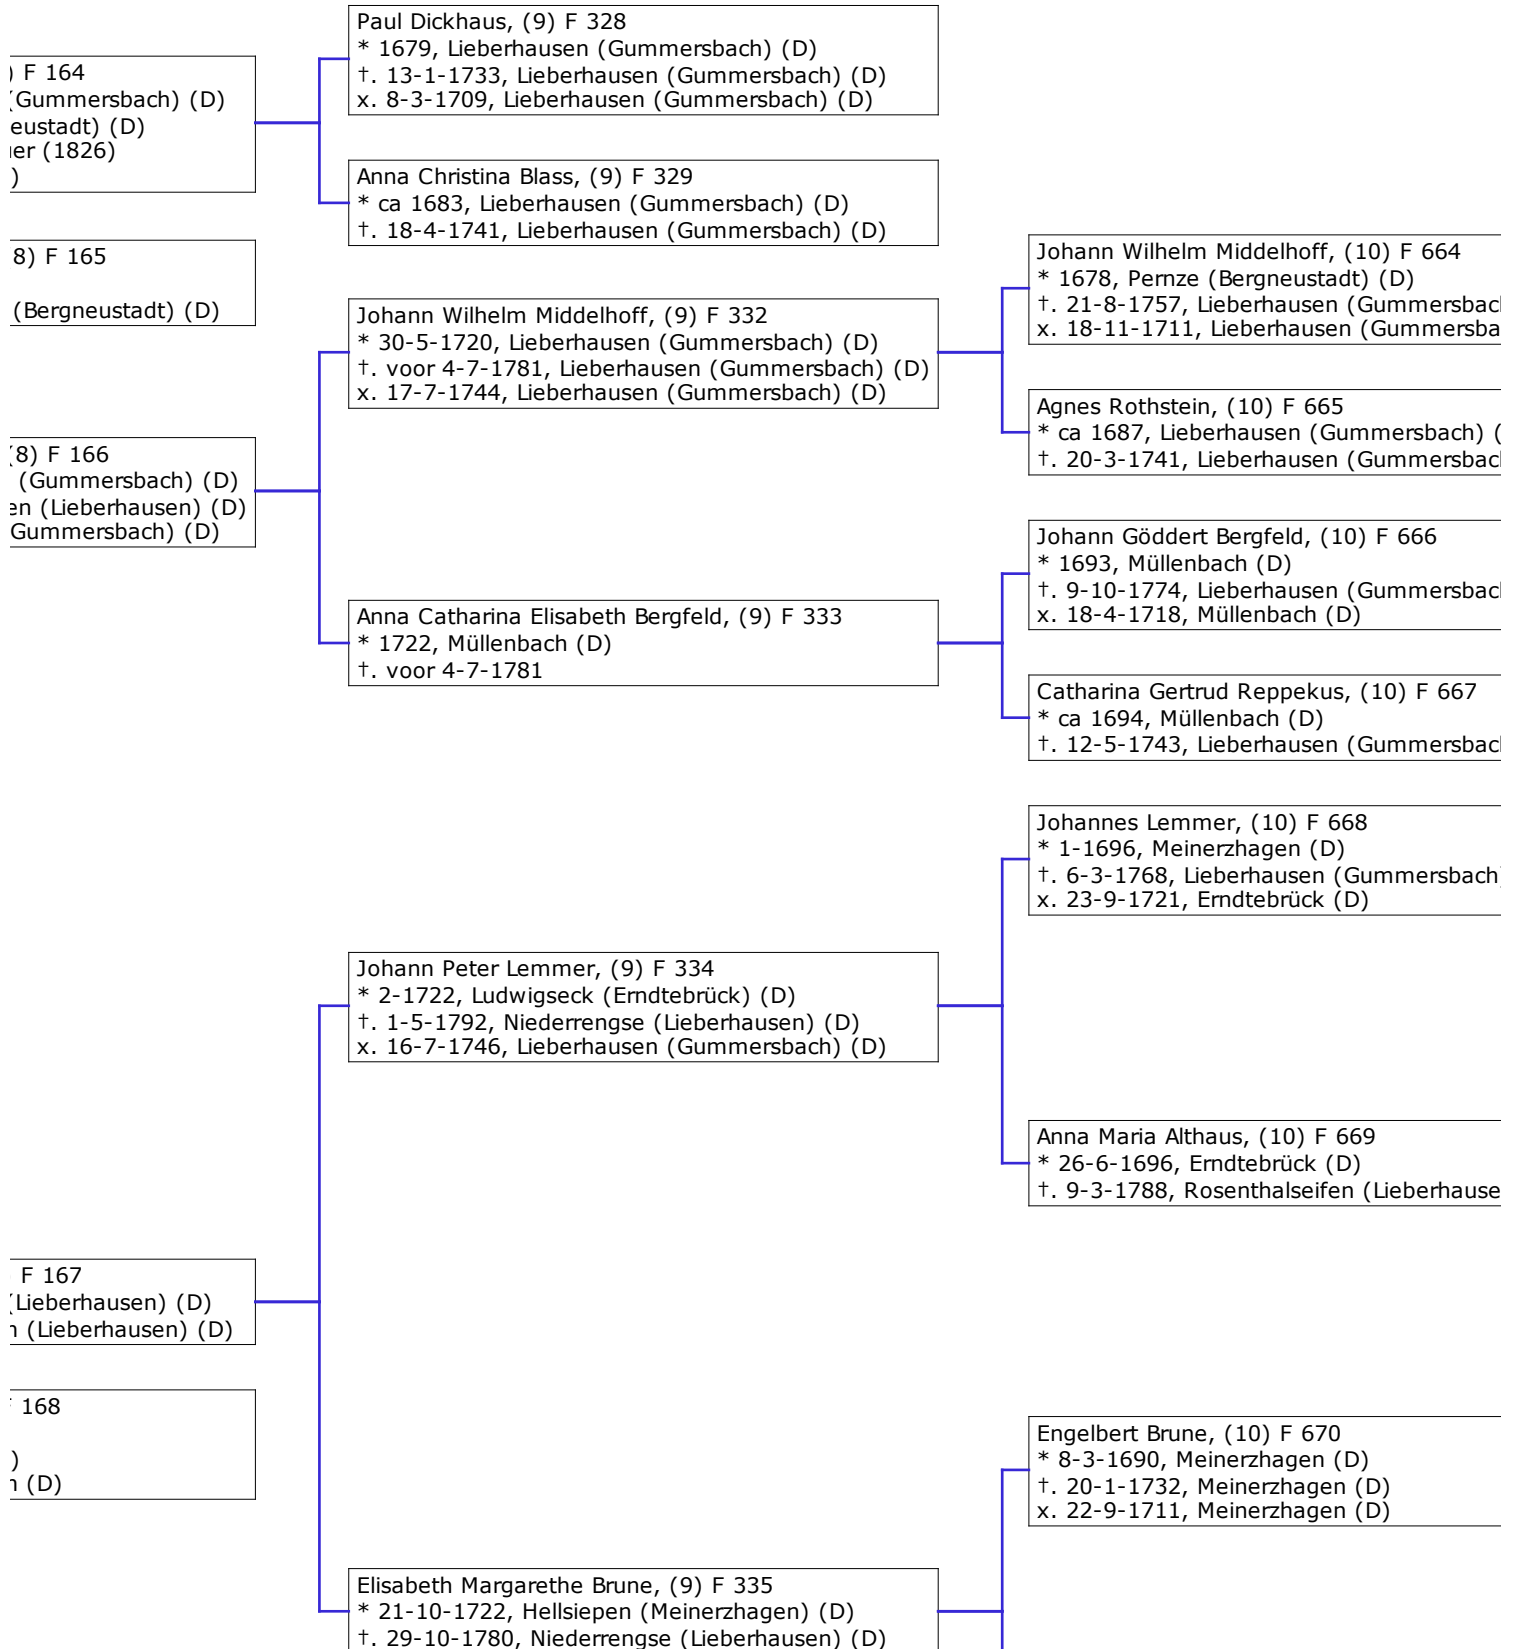 ) F 164
(Gummersbach) (D)
eustadt) (D)
er (1826)
)
8) F 165
(Bergneustadt) (D)
(8) F 166
(Gummersbach) (D)
en (Lieberhausen) (D)
Gummersbach) (D)
F 167
(Lieberhausen) (D)
(Lieberhausen) (D)
168
)
(D)
Paul Dickhaus, (9) F 328
* 1679, Lieberhausen (Gummersbach) (D)
†. 13-1-1733, Lieberhausen (Gummersbach) (D)
x. 8-3-1709, Lieberhausen (Gummersbach) (D)
Anna Christina Blass, (9) F 329
* ca 1683, Lieberhausen (Gummersbach) (D)
†. 18-4-1741, Lieberhausen (Gummersbach) (D)
Johann Wilhelm Middelhoff, (9) F 332
* 30-5-1720, Lieberhausen (Gummersbach) (D)
†. voor 4-7-1781, Lieberhausen (Gummersbach) (D)
x. 17-7-1744, Lieberhausen (Gummersbach) (D)
Anna Catharina Elisabeth Bergfeld, (9) F 333
* 1722, Müllenbach (D)
†. voor 4-7-1781
Johann Peter Lemmer, (9) F 334
* 2-1722, Ludwigseck (Erndtebrück) (D)
†. 1-5-1792, Niederrengse (Lieberhausen) (D)
x. 16-7-1746, Lieberhausen (Gummersbach) (D)
Elisabeth Margarethe Brune, (9) F 335
* 21-10-1722, Hellsiepen (Meinerzhagen) (D)
†. 29-10-1780, Niederrengse (Lieberhausen) (D)
Johann Wilhelm Middelhoff, (10) F 664
* 1678, Pernze (Bergneustadt) (D)
†. 21-8-1757, Lieberhausen (Gummersbac
x. 18-11-1711, Lieberhausen (Gummersba
Agnes Rothstein, (10) F 665
* ca 1687, Lieberhausen (Gummersbach) (
†. 20-3-1741, Lieberhausen (Gummersbac
Johann Göddert Bergfeld, (10) F 666
* 1693, Müllenbach (D)
†. 9-10-1774, Lieberhausen (Gummersbac
x. 18-4-1718, Müllenbach (D)
Catharina Gertrud Reppekus, (10) F 667
* ca 1694, Müllenbach (D)
†. 12-5-1743, Lieberhausen (Gummersbac
Johannes Lemmer, (10) F 668
* 1-1696, Meinerzhagen (D)
†. 6-3-1768, Lieberhausen (Gummersbach)
x. 23-9-1721, Erndtebrück (D)
Anna Maria Althaus, (10) F 669
* 26-6-1696, Erndtebrück (D)
†. 9-3-1788, Rosenthalseifen (Lieberhause
Engelbert Brune, (10) F 670
* 8-3-1690, Meinerzhagen (D)
†. 20-1-1732, Meinerzhagen (D)
x. 22-9-1711, Meinerzhagen (D)